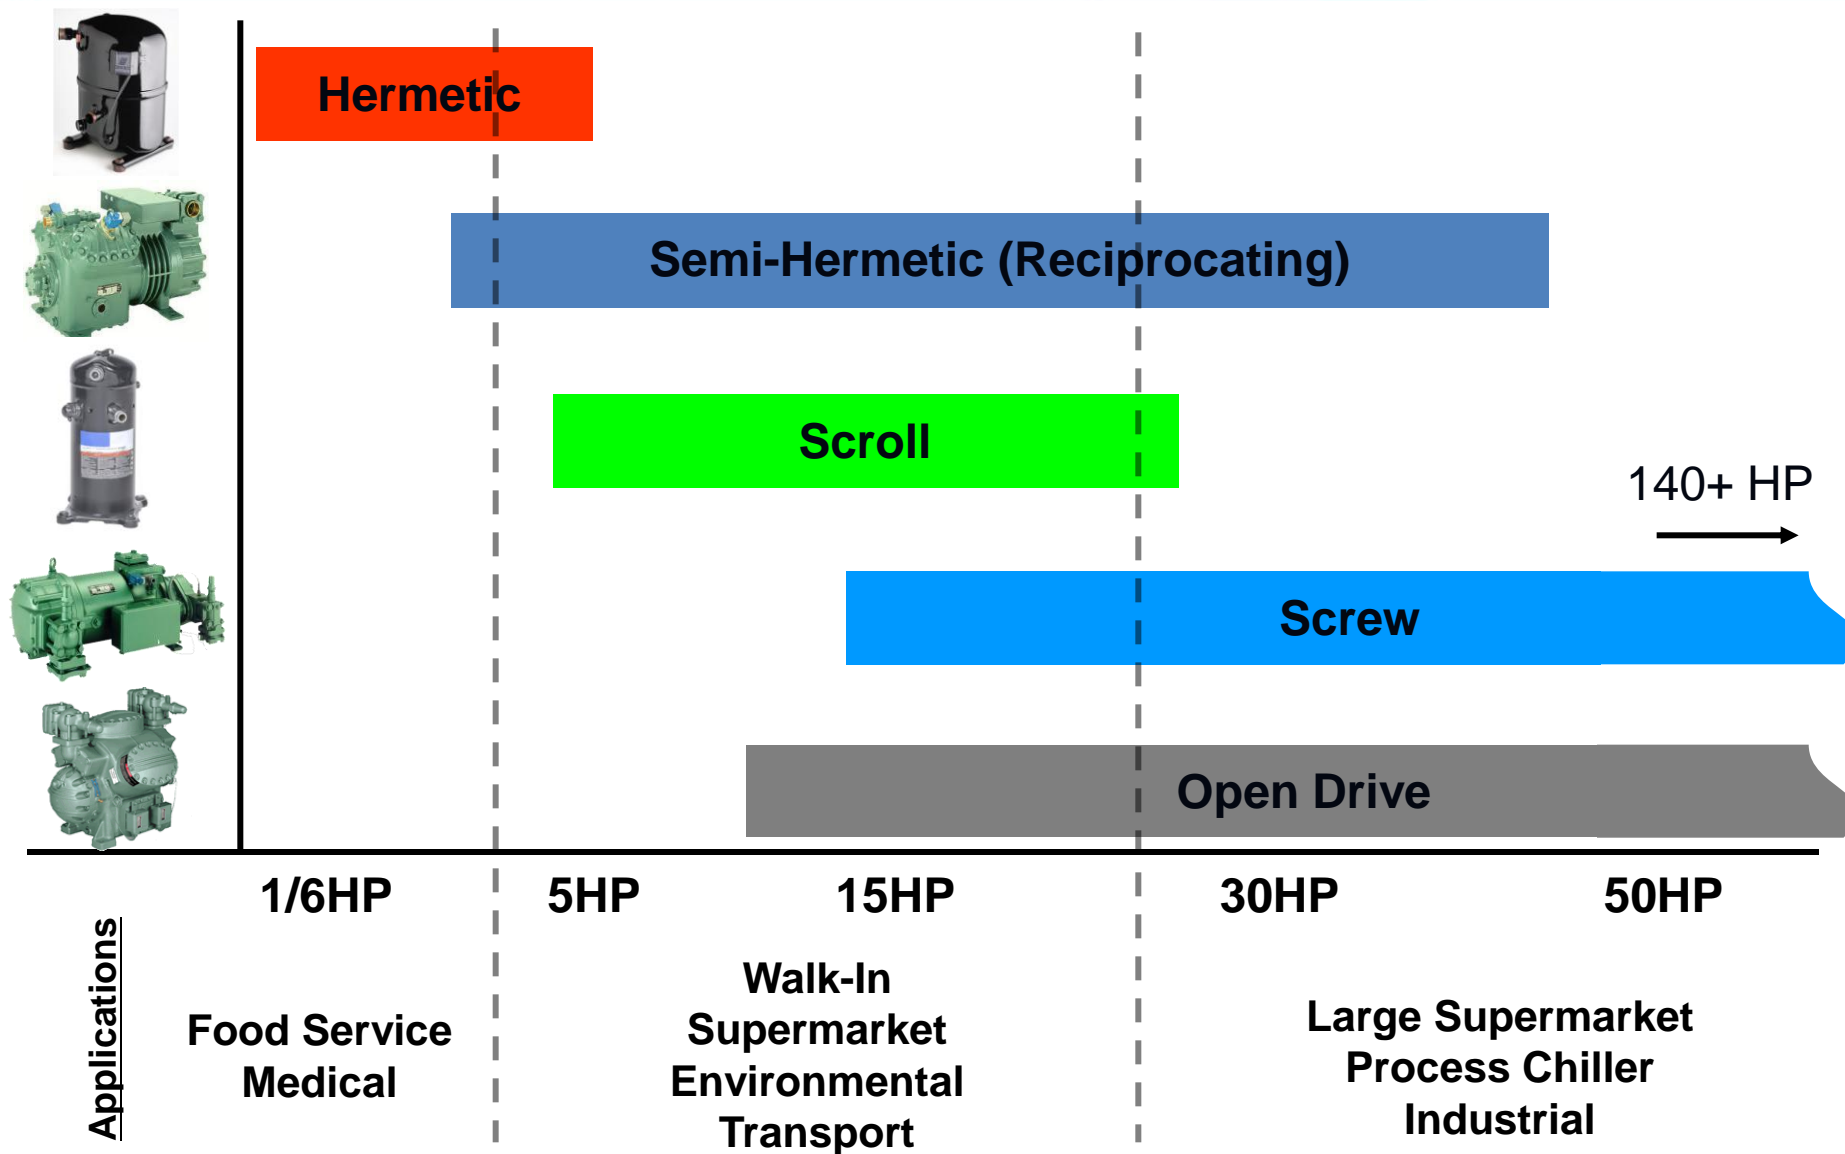 Hermetic
Semi-Hermetic (Reciprocating)
Scroll
140+ HP
Screw
Open Drive
1/6HP
5HP
15HP
30HP
50HP
Applications
Food Service
Medical
Walk-In
Supermarket
Environmental
Transport
Large Supermarket
Process Chiller
Industrial